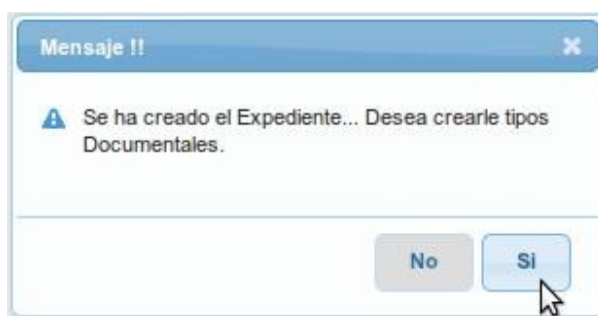 Mensaje !!
Se ha creado el Expediente... Desea crearle tipos
Documentales.
No
Si